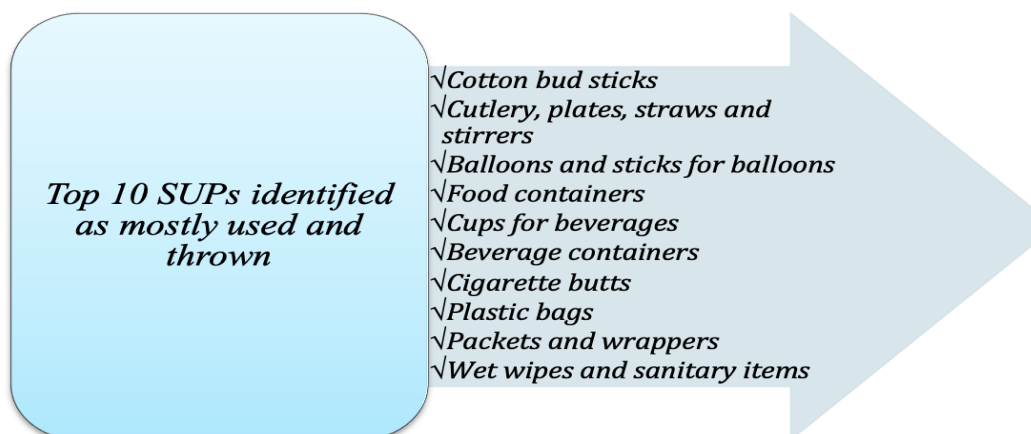 Top 10 SUPs identified
as mostly used and
thrown
√Cotton bud sticks
√Cutlery, plates, straws and
stirrers
√Balloons and sticks for balloons
√Food containers
√Cups for beverages
√Beverage containers
√Cigarette butts
√Plastic bags
√Packets and wrappers
√Wet wipes and sanitary items